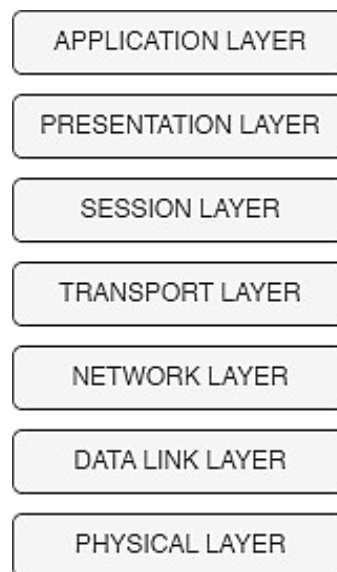 APPLICATION LAYER
PRESENTATION LAYER
SESSION LAYER
TRANSPORT LAYER
NETWORK LAYER
DATA LINK LAYER
PHYSICAL LAYER